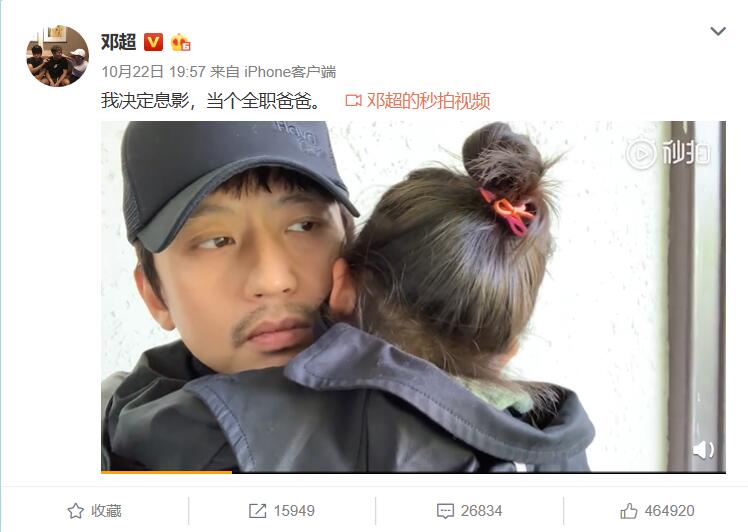 邓超
10月22日 19:57 来自 iPhone客户端
我决定息影，当个全职爸爸。 邓超的秒拍视频
秒拍
收藏
15949
26834
464920